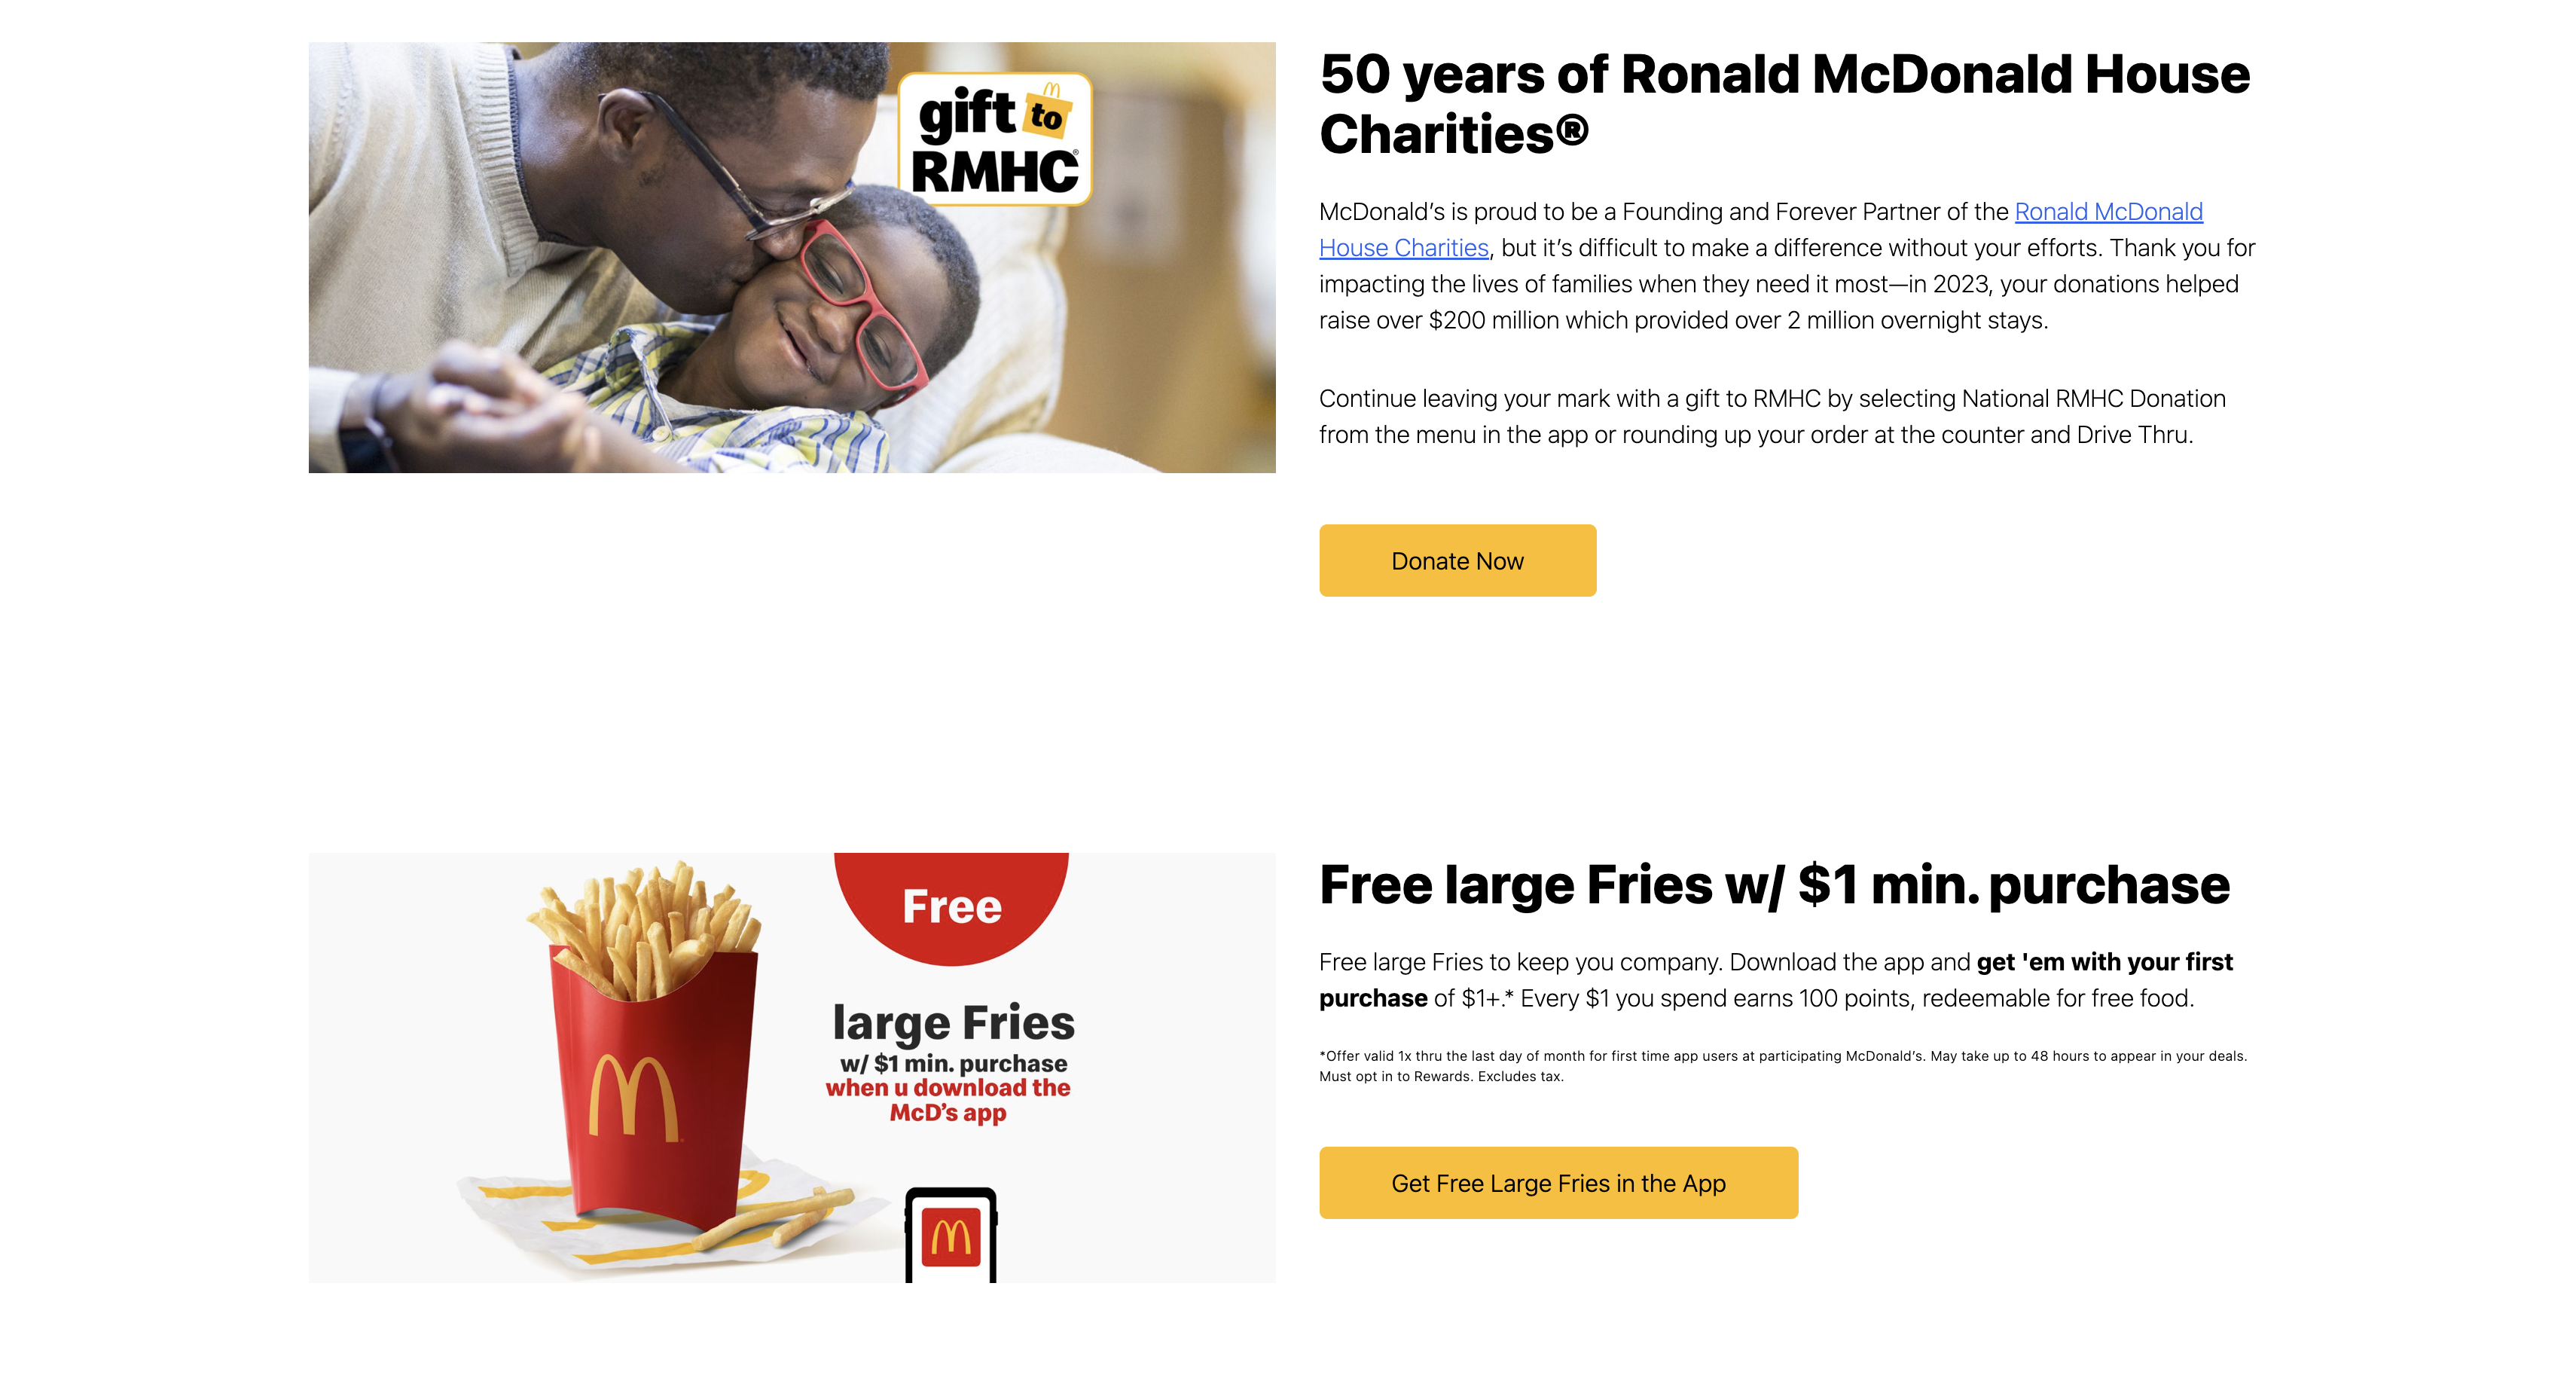 gift to
RMHC®
50 years of Ronald McDonald House
Charities®
McDonald’s is proud to be a Founding and Forever Partner of the Ronald McDonald
House Charities, but it’s difficult to make a difference without your efforts. Thank you for
impacting the lives of families when they need it most—in 2023, your donations helped
raise over $200 million which provided over 2 million overnight stays.
Continue leaving your mark with a gift to RMHC by selecting National RMHC Donation
from the menu in the app or rounding up your order at the counter and Drive Thru.
Donate Now
Free
large Fries
w/ $1 min. purchase
when u download the
McD’s app
Free large Fries w/ $1 min. purchase
Free large Fries to keep you company. Download the app and get 'em with your first
purchase of $1+.* Every $1 you spend earns 100 points, redeemable for free food.
*Offer valid 1x thru the last day of month for first time app users at participating McDonald’s. May take up to 48 hours to appear in your deals.
Must opt in to Rewards. Excludes tax.
Get Free Large Fries in the App